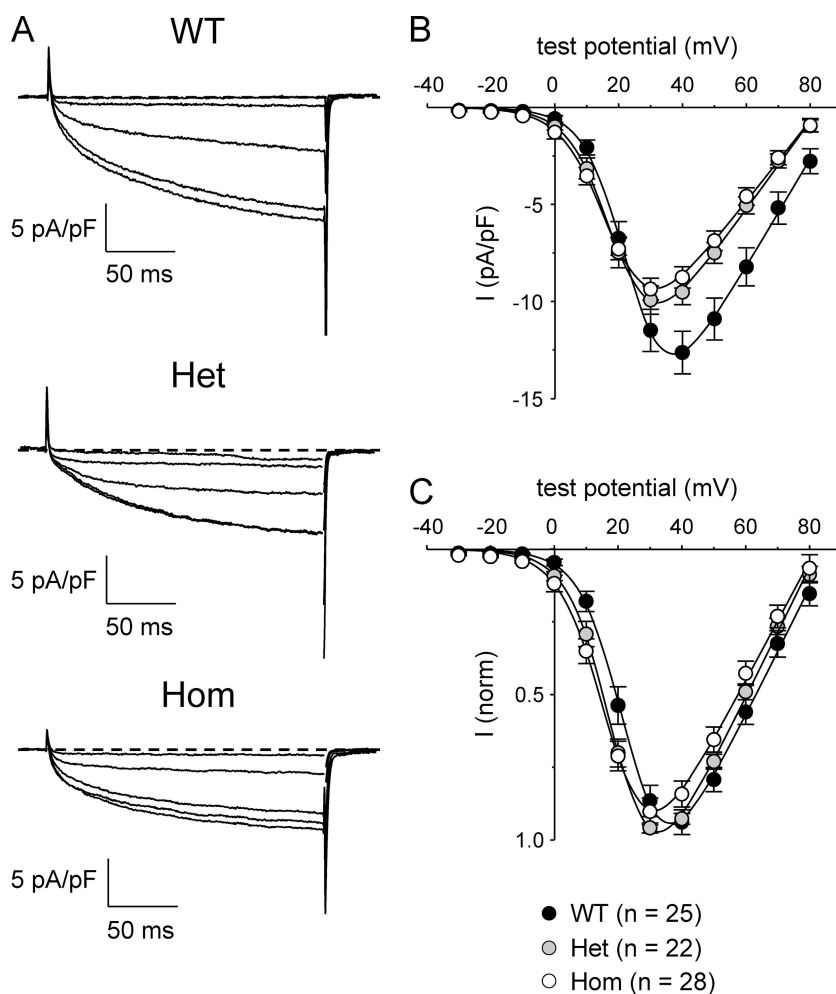 A
WT
5 pA/pF
50 ms
Het
5 pA/pF
50 ms
Hom
5 pA/pF
50 ms
B
test potential (mV)
-40 -20 0 20 40 60 80
-5
-10
-15
I (pA/pF)
C
test potential (mV)
-40 -20 0 20 40 60 80
0.5
1.0
I (norm)
WT (n = 25)
Het (n = 22)
Hom (n = 28)